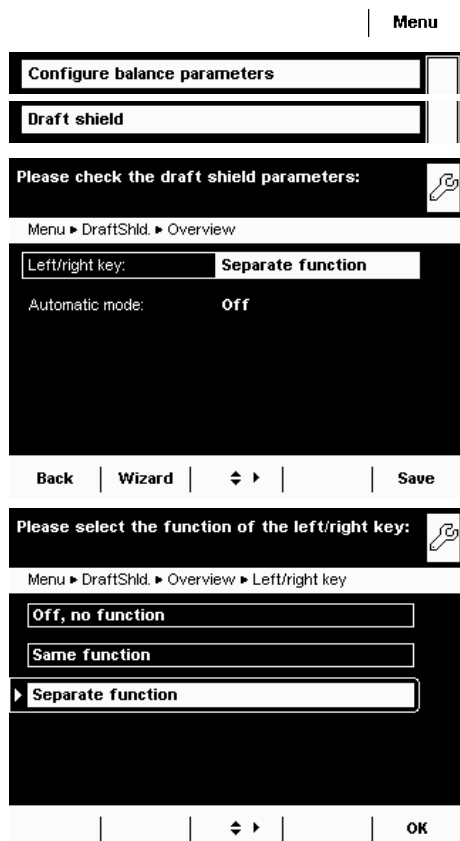 Menu
Configure balance parameters
Draft shield
Please check the draft shield parameters:
Menu ▸ DraftShld. ▸ Overview
Left/right key: Separate function
Automatic mode: Off
Back Wizard Save
Please select the function of the left/right key:
Menu ▸ DraftShld. ▸ Overview ▸ Left/right key
Off, no function
Same function
Separate function
OK